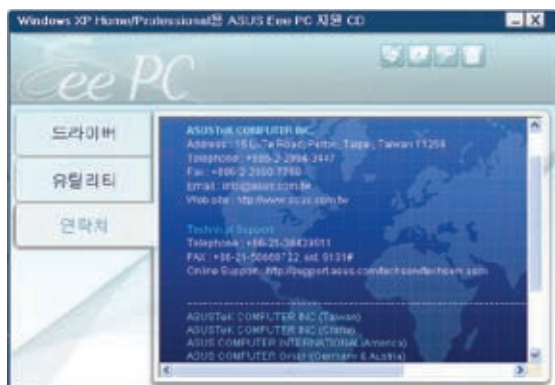 Windows XP Home/Professional용 ASUS Eee PC 지원 CD
Eee PC
드라이버
유틸리티
연락처
ASUSTeK COMPUTER INC.
Address : 15 Li-Te Road, Peitou, Taipei, Taiwan 11259
Telephone : +886-2-2894-3447
Fax : +886-2-2890-7798
Email : info@asus.com.tw
Web site : http://www.asus.com.tw
Technical Support
Telephone : +86-21-38429911
FAX : +86-21-58668722, ext. 9101#
Online Support : http://support.asus.com/techserv/techserv.aspx
ASUSTeK COMPUTER INC.(Taiwan)
ASUSTeK COMPUTER INC.(China)
ASUS COMPUTER INTERNATIONAL(America)
ASUS COMPUTER GmbH (Germany & Austria)